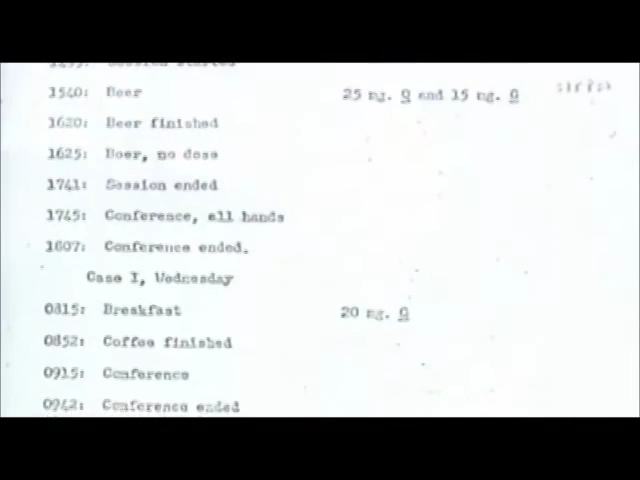 1540: Beer 25 mg. Q and 15 mg. Q
1620: Beer finished
1625: Beer, no dose
1741: Session ended
1745: Conference, all hands
1807: Conference ended.
Case I, Wednesday
0815: Breakfast 20 mg. Q
0852: Coffee finished
0915: Conference
0942: Conference ended